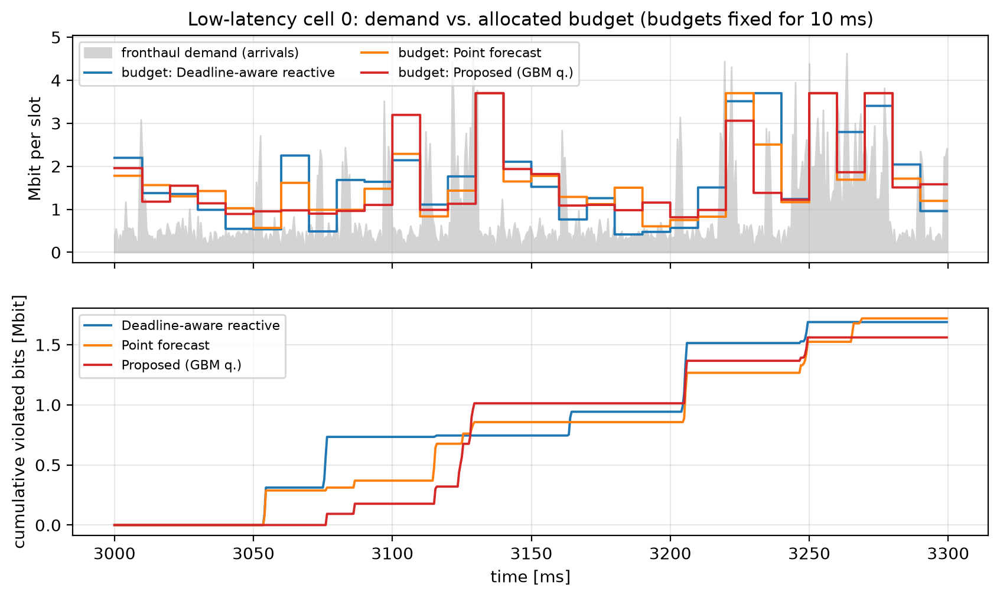 Low-latency cell 0: demand vs. allocated budget (budgets fixed for 10 ms)
Mbit per slot
5
4
3
2
1
0
fronthaul demand (arrivals)
budget: Deadline-aware reactive
budget: Point forecast
budget: Proposed (GBM q.)
cumulative violated bits [Mbit]
1.5
1.0
0.5
0.0
Deadline-aware reactive
Point forecast
Proposed (GBM q.)
3000 3050 3100 3150 3200 3250 3300
time [ms]